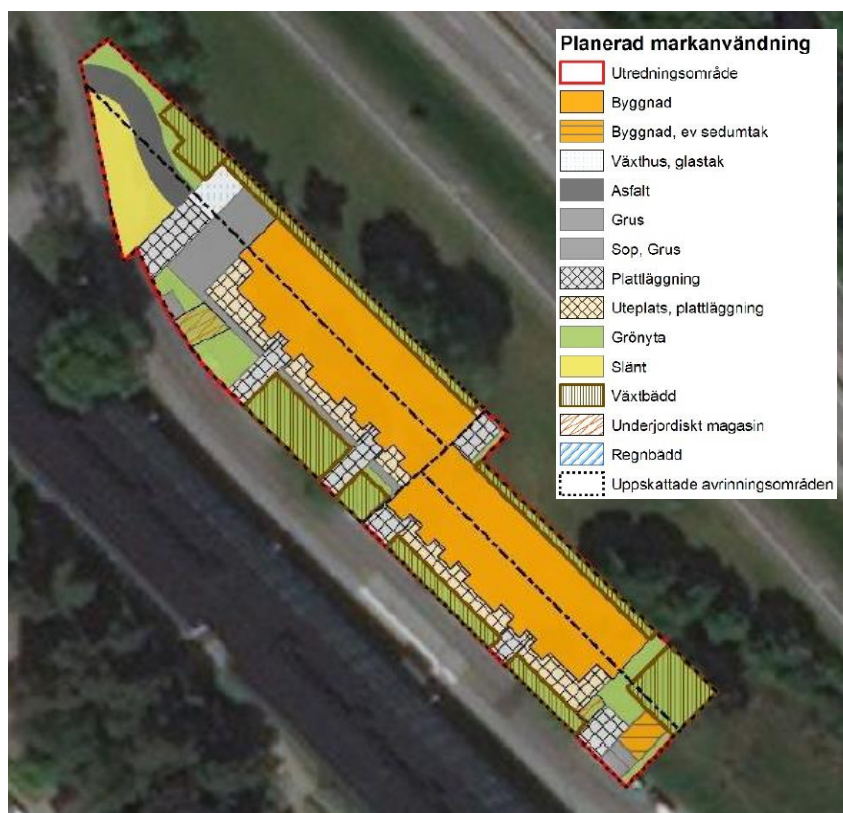 Planerad markanvändning
Utredningsområde
Byggnad
Byggnad, ev sedumtak
Växthus, glastak
Asfalt
Grus
Sop, Grus
Plattläggning
Uteplats, plattläggning
Grönyta
Slänt
Växtbädd
Underjordiskt magasin
Regnbädd
Uppskattade avrinningsområden